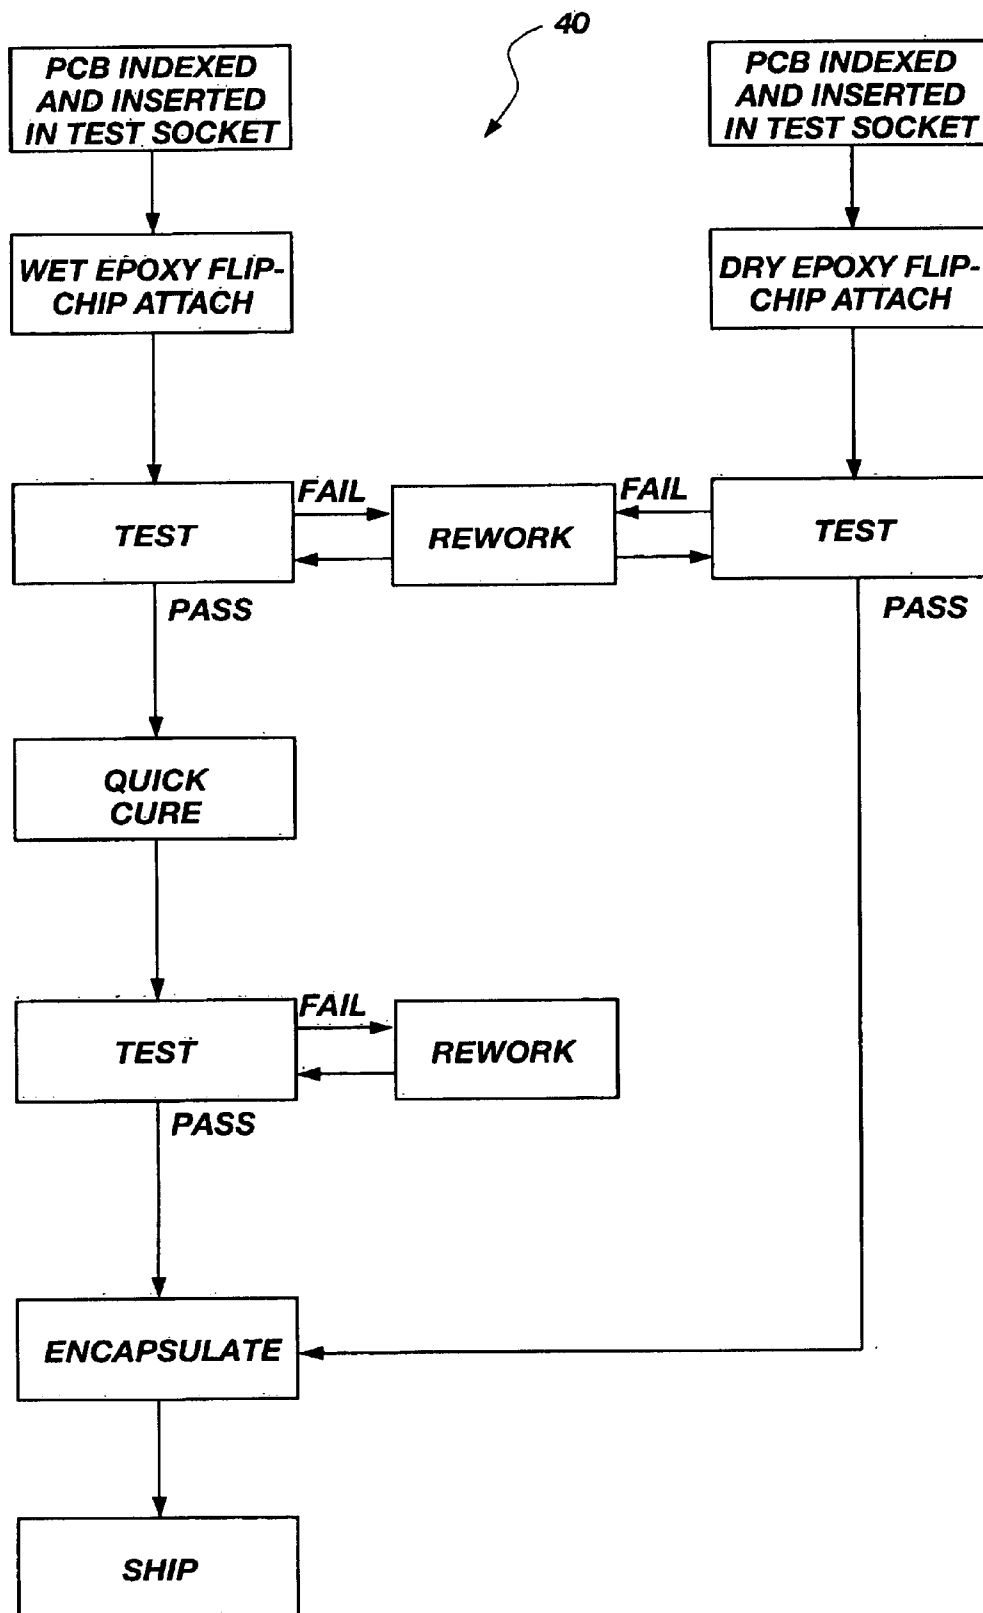 40
PCB INDEXED
AND INSERTED
IN TEST SOCKET
PCB INDEXED
AND INSERTED
IN TEST SOCKET
WET EPOXY FLIP-
CHIP ATTACH
DRY EPOXY FLIP-
CHIP ATTACH
TEST
FAIL
REWORK
FAIL
TEST
PASS
PASS
QUICK
CURE
TEST
FAIL
REWORK
PASS
ENCAPSULATE
SHIP